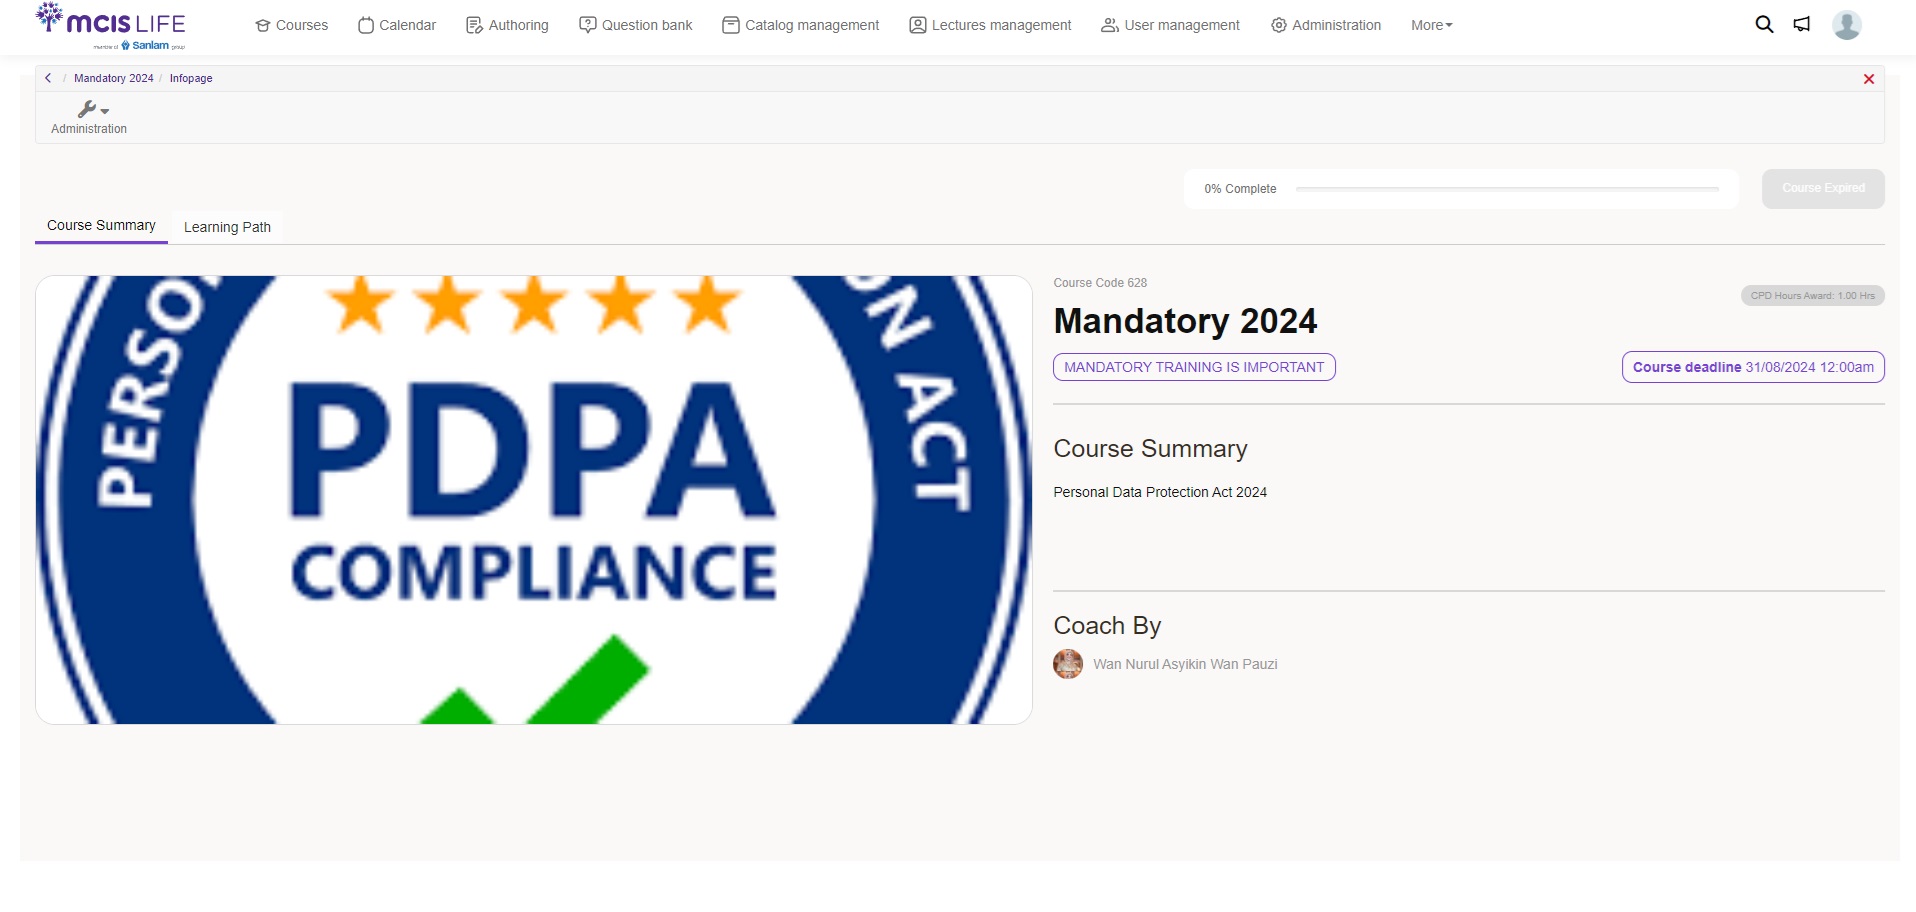 mcis LIFE
member of Sanlam group
Courses
Calendar
Authoring
Question bank
Catalog management
Lectures management
User management
Administration
More
/ Mandatory 2024 / Infopage
Administration
0% Complete
Course Expired
Course Summary
Learning Path
PERSON
ON ACT
PDPA
COMPLIANCE
Course Code 628
CPD Hours Award: 1.00 Hrs
Mandatory 2024
MANDATORY TRAINING IS IMPORTANT
Course deadline 31/08/2024 12:00am
Course Summary
Personal Data Protection Act 2024
Coach By
Wan Nurul Asyikin Wan Pauzi